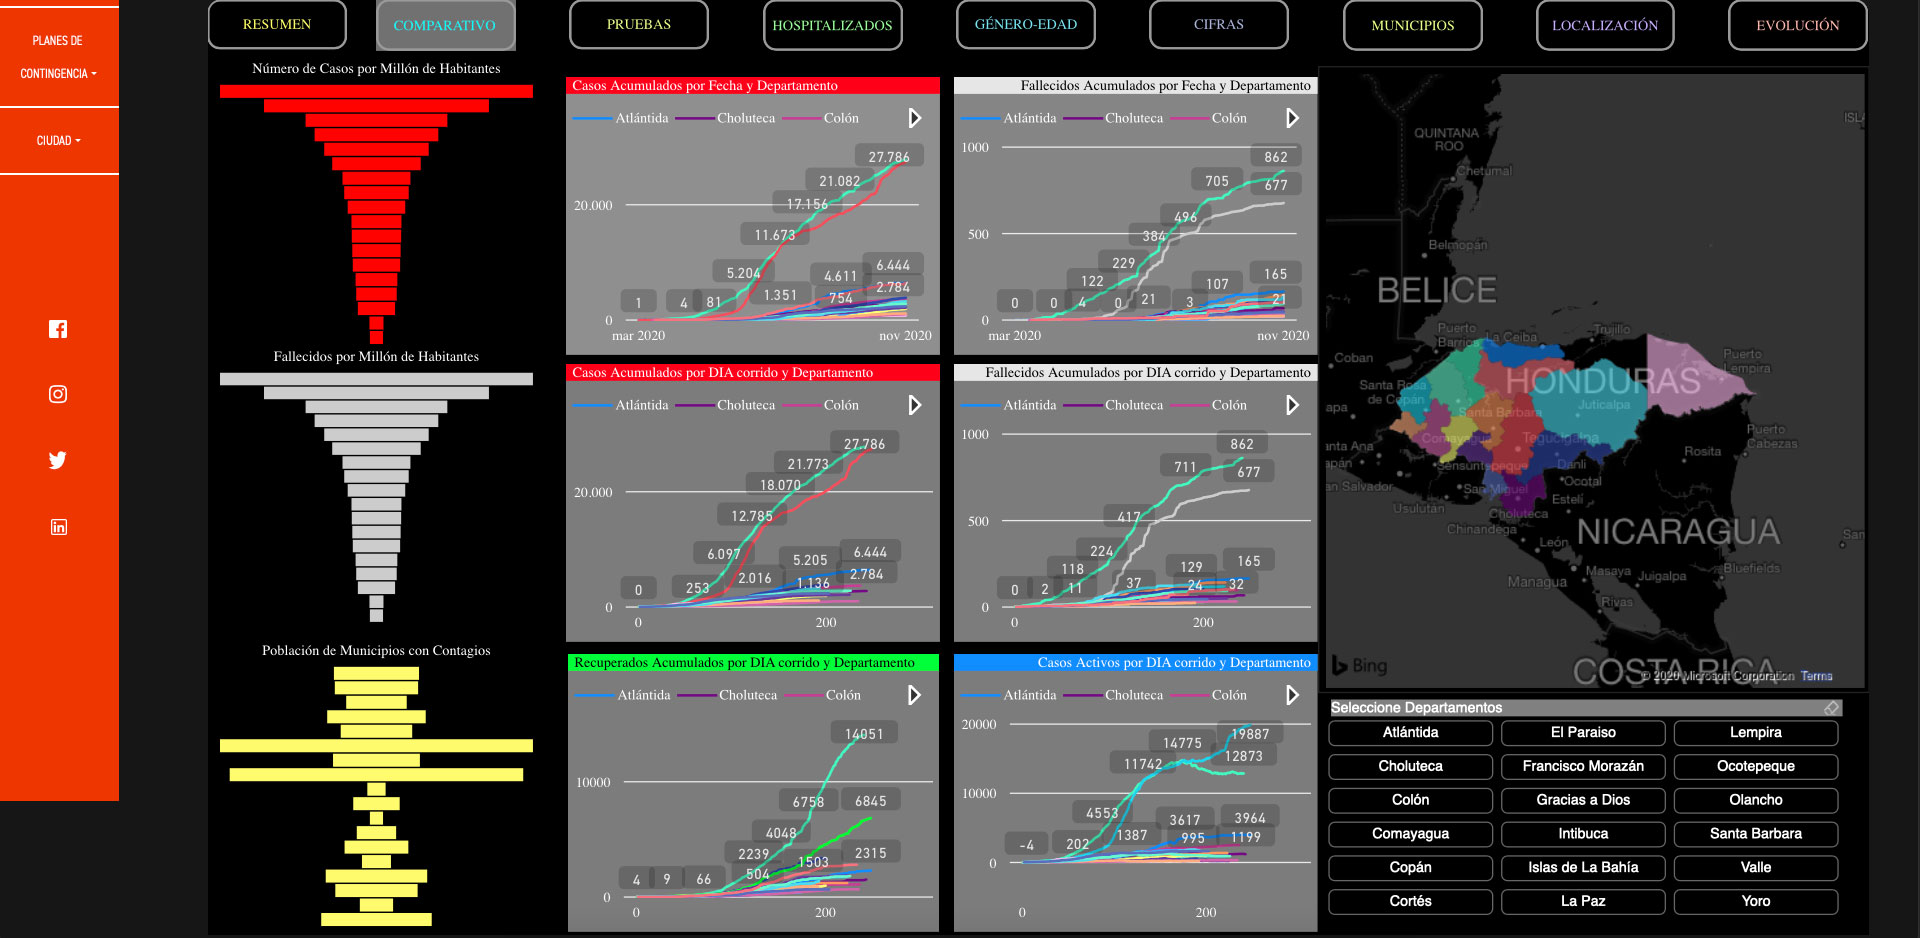 PLANES DE
CONTINGENCIA
CIUDAD
RESUMEN
COMPARATIVO
PRUEBAS
HOSPITALIZADOS
GÉNERO-EDAD
CIFRAS
MUNICIPIOS
LOCALIZACIÓN
EVOLUCIÓN
Número de Casos por Millón de Habitantes
Fallecidos por Millón de Habitantes
Población de Municipios con Contagios
Casos Acumulados por Fecha y Departamento
Atlántida Choluteca Colón
27.786
21.082
20.000 17.156
11.673
5.204 4.611 6.444
1 4 81 1.351 754 2.784
0
mar 2020 nov 2020
Fallecidos Acumulados por Fecha y Departamento
Atlántida Choluteca Colón
1000
862
705 677
496
500 384
229
122 107 165
0 0 4 0 21 3 21
0
mar 2020 nov 2020
Casos Acumulados por DIA corrido y Departamento
Atlántida Choluteca Colón
27.786
21.773
20.000 18.070
12.785
6.097 5.205 6.444
0 253 2.016 1.136 2.784
0
0 200
Fallecidos Acumulados por DIA corrido y Departamento
Atlántida Choluteca Colón
1000
862
711 677
500 417
224
118 129 165
0 2 11 37 24 32
0
0 200
Recuperados Acumulados por DIA corrido y Departamento
Atlántida Choluteca Colón
14051
10000
6758 6845
4048
2239 1503 2315
4 9 66 504
0
0 200
Casos Activos por DIA corrido y Departamento
Atlántida Choluteca Colón
20000
19887
14775
11742 12873
10000
4553 3617 3964
-4 202 1387 995 1199
0
0 200
QUINTANA
ROO
Chetumal
Belmopán
BELICE
Puerto
Barrios
La Ceiba
Trujillo
Coban
Puerto
Lempira
Santa Rosa
de Copán
HONDURAS
Juticalpa
Santa Barbara
Comayagua
Tegucigalpa
Puerto
Cabezas
Rosita
Sensuntepeque
Danlí
Ocotal
San Miguel
Estelí
Usulután
Choluteca
Chinandega
León
NICARAGUA
Managua
Masaya
Juigalpa
Bluefields
Rivas
COSTA RICA
Bing
© 2020 Microsoft Corporation Terms
Seleccione Departamentos
Atlántida El Paraiso Lempira
Choluteca Francisco Morazán Ocotepeque
Colón Gracias a Dios Olancho
Comayagua Intibuca Santa Barbara
Copán Islas de La Bahía Valle
Cortés La Paz Yoro